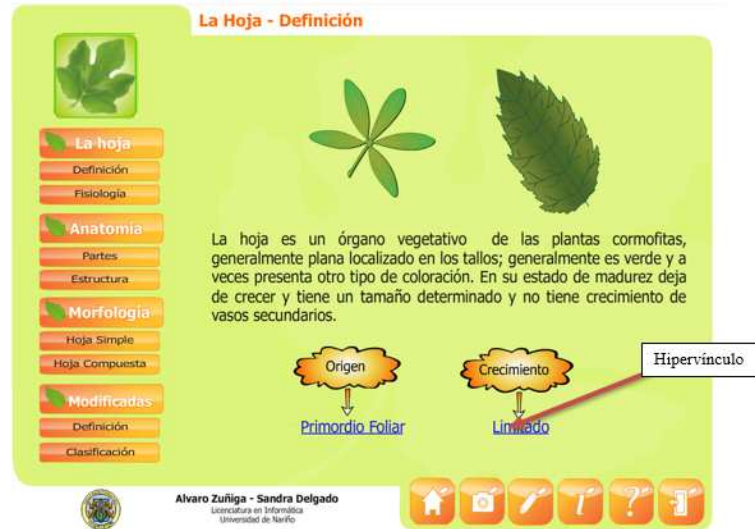 La Hoja - Definición
La hoja
Definición
Fisiología
Anatomía
Partes
Estructura
Morfología
Hoja Simple
Hoja Compuesta
Modificadas
Definición
Clasificación
La hoja es un órgano vegetativo de las plantas cormofitas,
generalmente plana localizado en los tallos; generalmente es verde y a
veces presenta otro tipo de coloración. En su estado de madurez deja
de crecer y tiene un tamaño determinado y no tiene crecimiento de
vasos secundarios.
Origen
Crecimiento
Hipervínculo
Primordio Foliar
Limitado
Alvaro Zuñiga - Sandra Delgado
Licenciatura en Informática
Universidad de Nariño
i
?